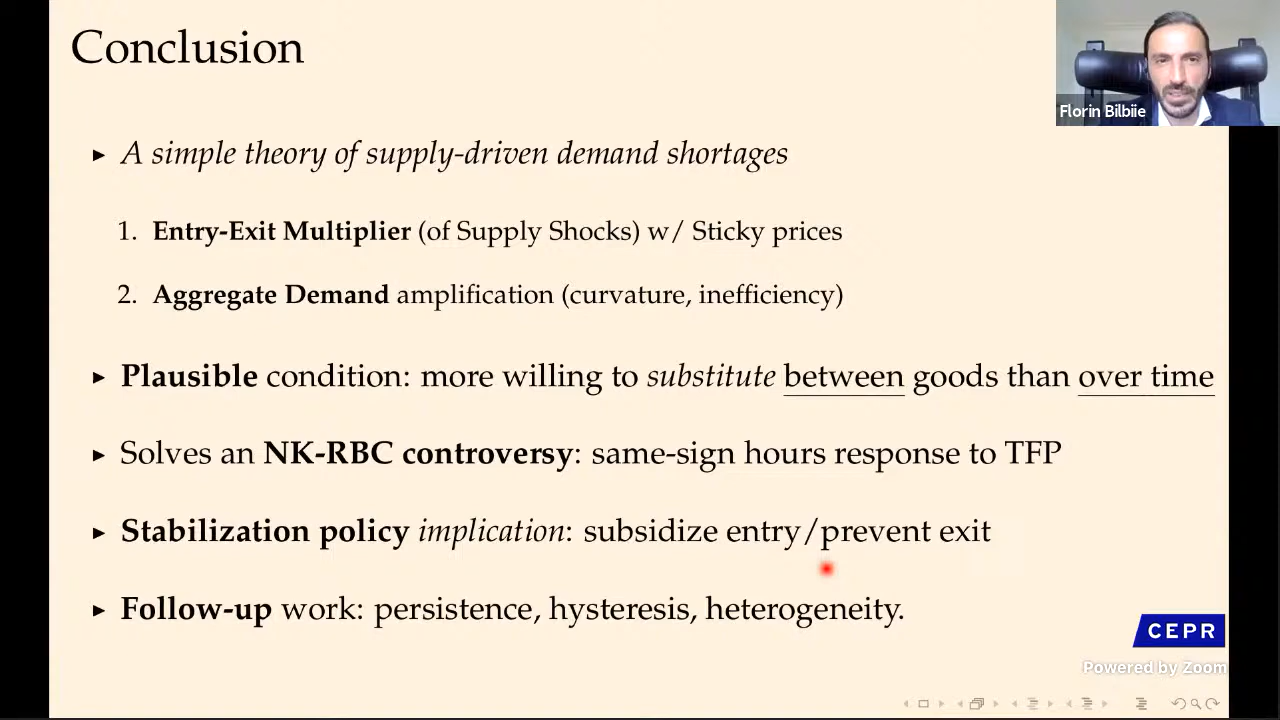 Conclusion
Florin Bilbiie
▸ A simple theory of supply-driven demand shortages
1. Entry-Exit Multiplier (of Supply Shocks) w/ Sticky prices
2. Aggregate Demand amplification (curvature, inefficiency)
▸ Plausible condition: more willing to substitute between goods than over time
▸ Solves an NK-RBC controversy: same-sign hours response to TFP
▸ Stabilization policy implication: subsidize entry/prevent exit
▸ Follow-up work: persistence, hysteresis, heterogeneity.
CEPR
Powered by Zoom